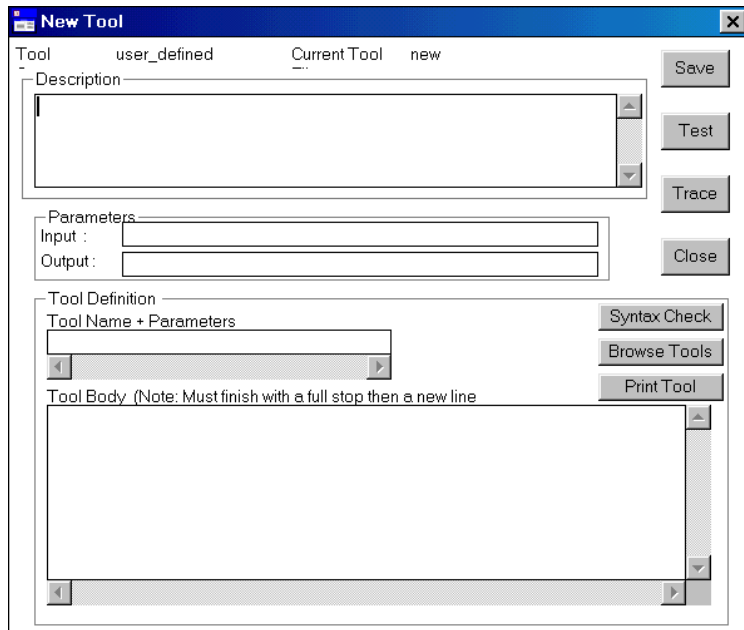 New Tool
Tool user_defined Current Tool new
Save
Description
Test
Trace
Parameters
Input :
Output :
Close
Tool Definition
Tool Name + Parameters
Syntax Check
Browse Tools
Print Tool
Tool Body (Note: Must finish with a full stop then a new line